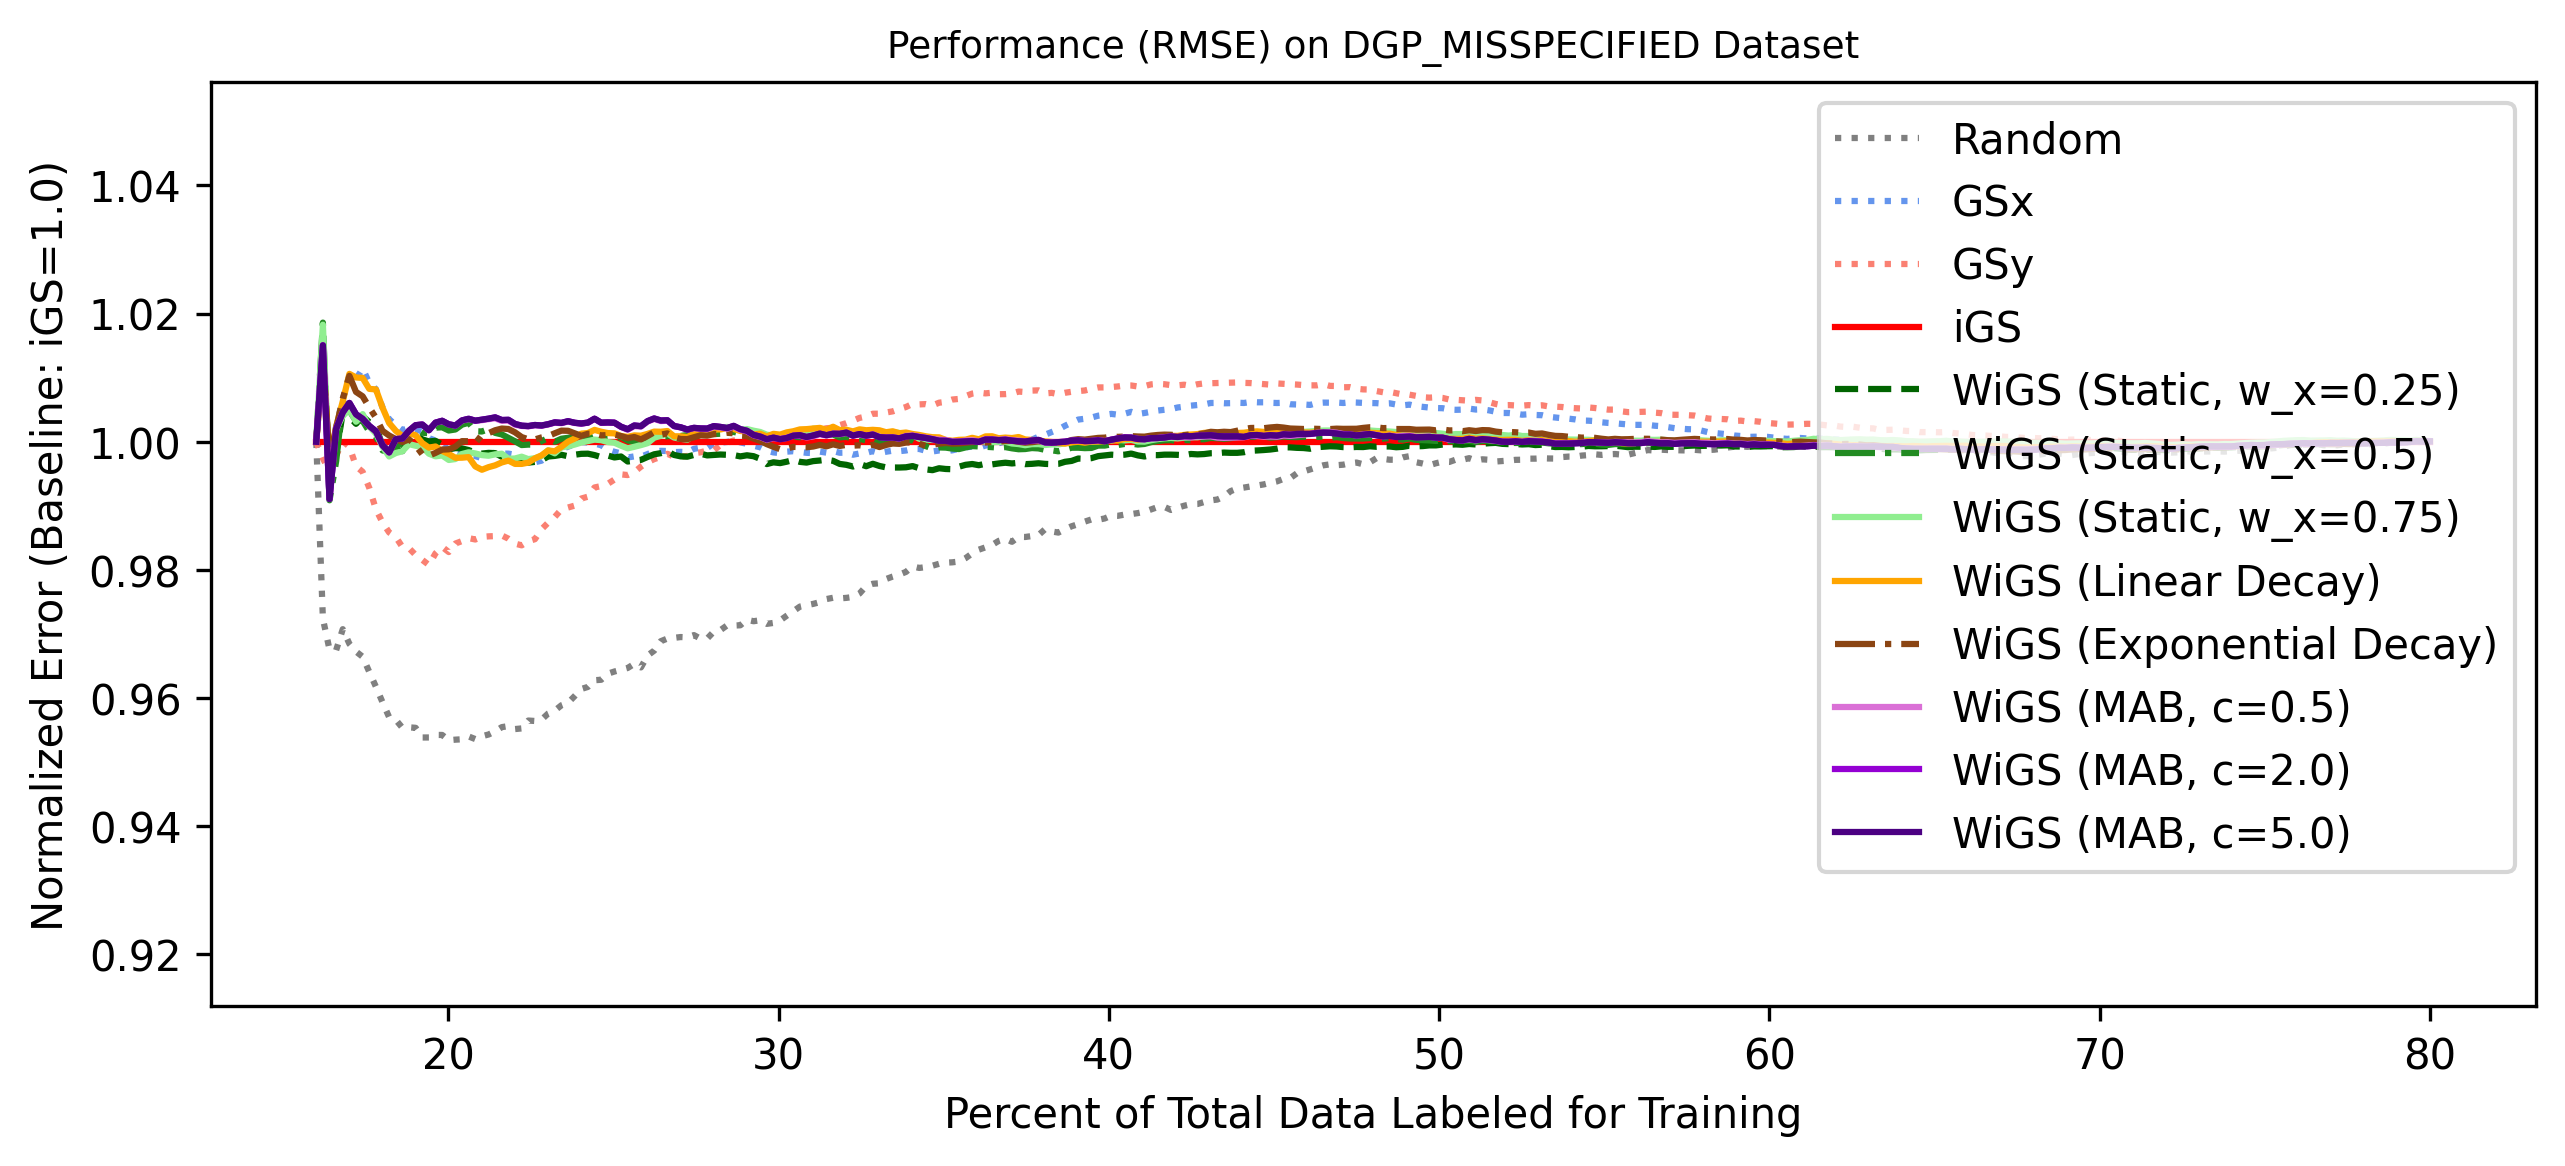 Performance (RMSE) on DGP_MISSPECIFIED Dataset
Normalized Error (Baseline: iGS=1.0)
1.04
1.02
1.00
0.98
0.96
0.94
0.92
Random
GSx
GSy
iGS
WiGS (Static, w_x=0.25)
WiGS (Static, w_x=0.5)
WiGS (Static, w_x=0.75)
WiGS (Linear Decay)
WiGS (Exponential Decay)
WiGS (MAB, c=0.5)
WiGS (MAB, c=2.0)
WiGS (MAB, c=5.0)
20 30 40 50 60 70 80
Percent of Total Data Labeled for Training